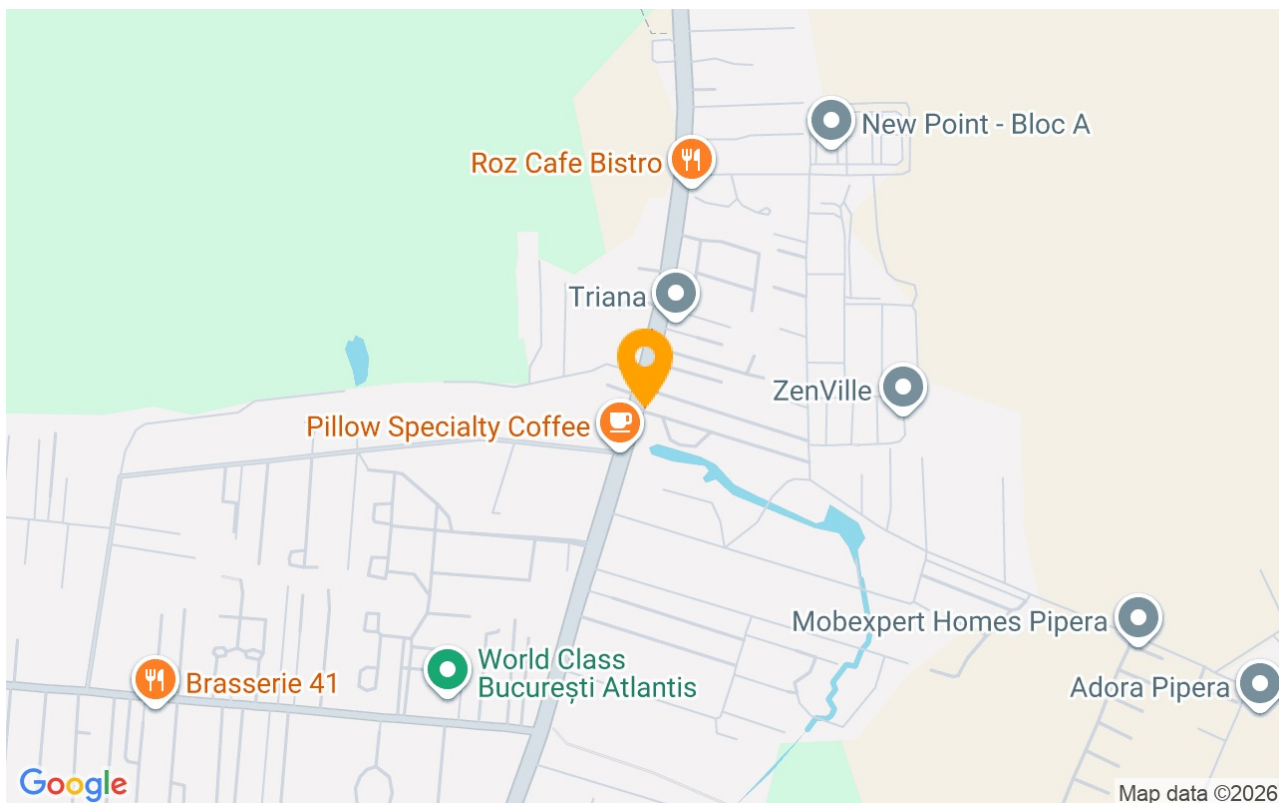 New Point - Bloc A
Roz Cafe Bistro
Triana
ZenVille
Pillow Specialty Coffee
Mobexpert Homes Pipera
World Class
București Atlantis
Brasserie 41
Adora Pipera
Google
Map data ©2026